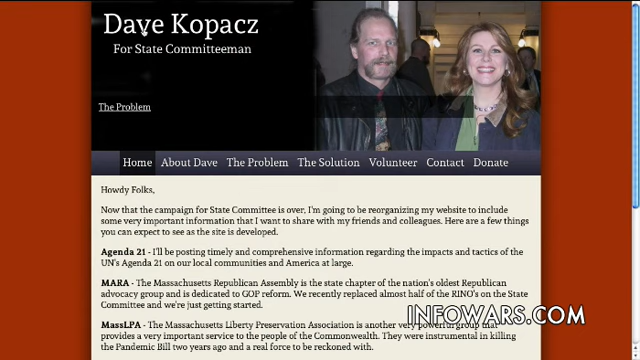 Dave Kopacz
For State Committeeman
The Problem
Home About Dave The Problem The Solution Volunteer Contact Donate
Howdy Folks,
Now that the campaign for State Committee is over, I'm going to be reorganizing my website to include
some very important information that I want to share with my friends and colleagues. Here are a few things
you can expect to see as the site is developed.
Agenda 21 - I'll be posting timely and comprehensive information regarding the impacts and tactics of the
UN's Agenda 21 on our local communities and America at large.
MARA - The Massachusetts Republican Assembly is the state chapter of the nation's oldest Republican
advocacy group and is dedicated to GOP reform. We recently replaced almost half of the RINO's on the State
Committee and we're just getting started.
INFOWARS.COM
MassLPA - The Massachusetts Liberty Preservation Association is another very powerful group that
provides a very important service to the people of the Commonwealth. They were instrumental in killing
the Pandemic Bill two years ago and a real force to be reckoned with.